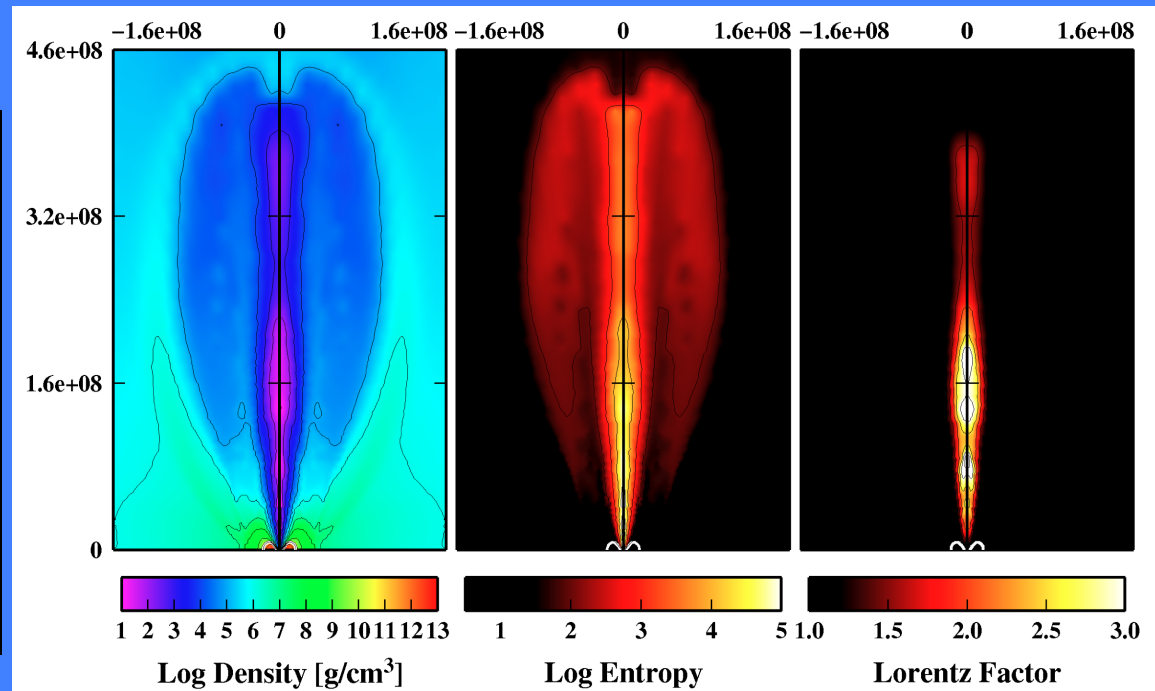 −1.6e+08 0 1.6e+08 −1.6e+08 0 1.6e+08 −1.6e+08 0 1.6e+08
4.6e+08
3.2e+08
1.6e+08
0
1 2 3 4 5 6 7 8 9 10 11 12 13
1 2 3 4 5
1.0 1.5 2.0 2.5 3.0
Log Density [g/cm³]
Log Entropy
Lorentz Factor